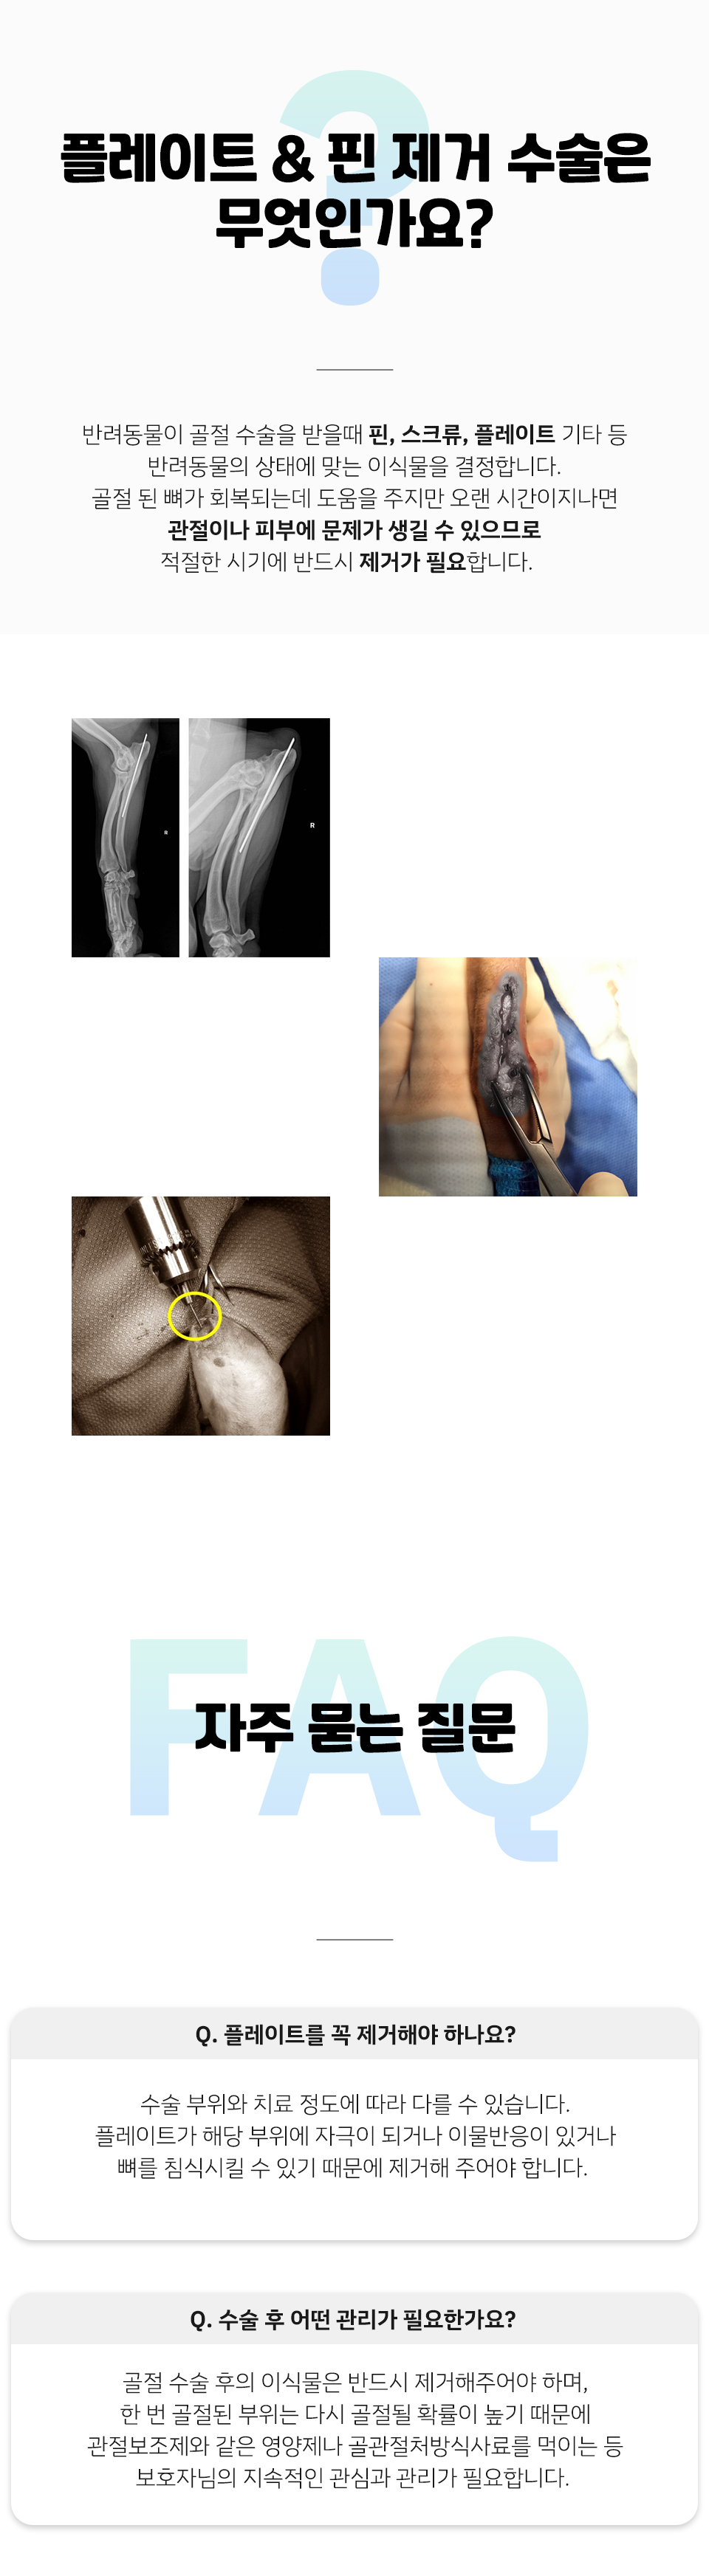 플레이트 & 핀 제거 수술은
무엇인가요?
반려동물이 골절 수술을 받을때 핀, 스크류, 플레이트 기타 등
반려동물의 상태에 맞는 이식물을 결정합니다.
골절 된 뼈가 회복되는데 도움을 주지만 오랜 시간이지나면
관절이나 피부에 문제가 생길 수 있으므로
적절한 시기에 반드시 제거가 필요합니다.
R
R
FAQ
자주 묻는 질문
Q. 플레이트를 꼭 제거해야 하나요?
수술 부위와 치료 정도에 따라 다를 수 있습니다.
플레이트가 해당 부위에 자극이 되거나 이물반응이 있거나
뼈를 침식시킬 수 있기 때문에 제거해 주어야 합니다.
Q. 수술 후 어떤 관리가 필요한가요?
골절 수술 후의 이식물은 반드시 제거해주어야 하며,
한 번 골절된 부위는 다시 골절될 확률이 높기 때문에
관절보조제와 같은 영양제나 골관절처방식사료를 먹이는 등
보호자님의 지속적인 관심과 관리가 필요합니다.